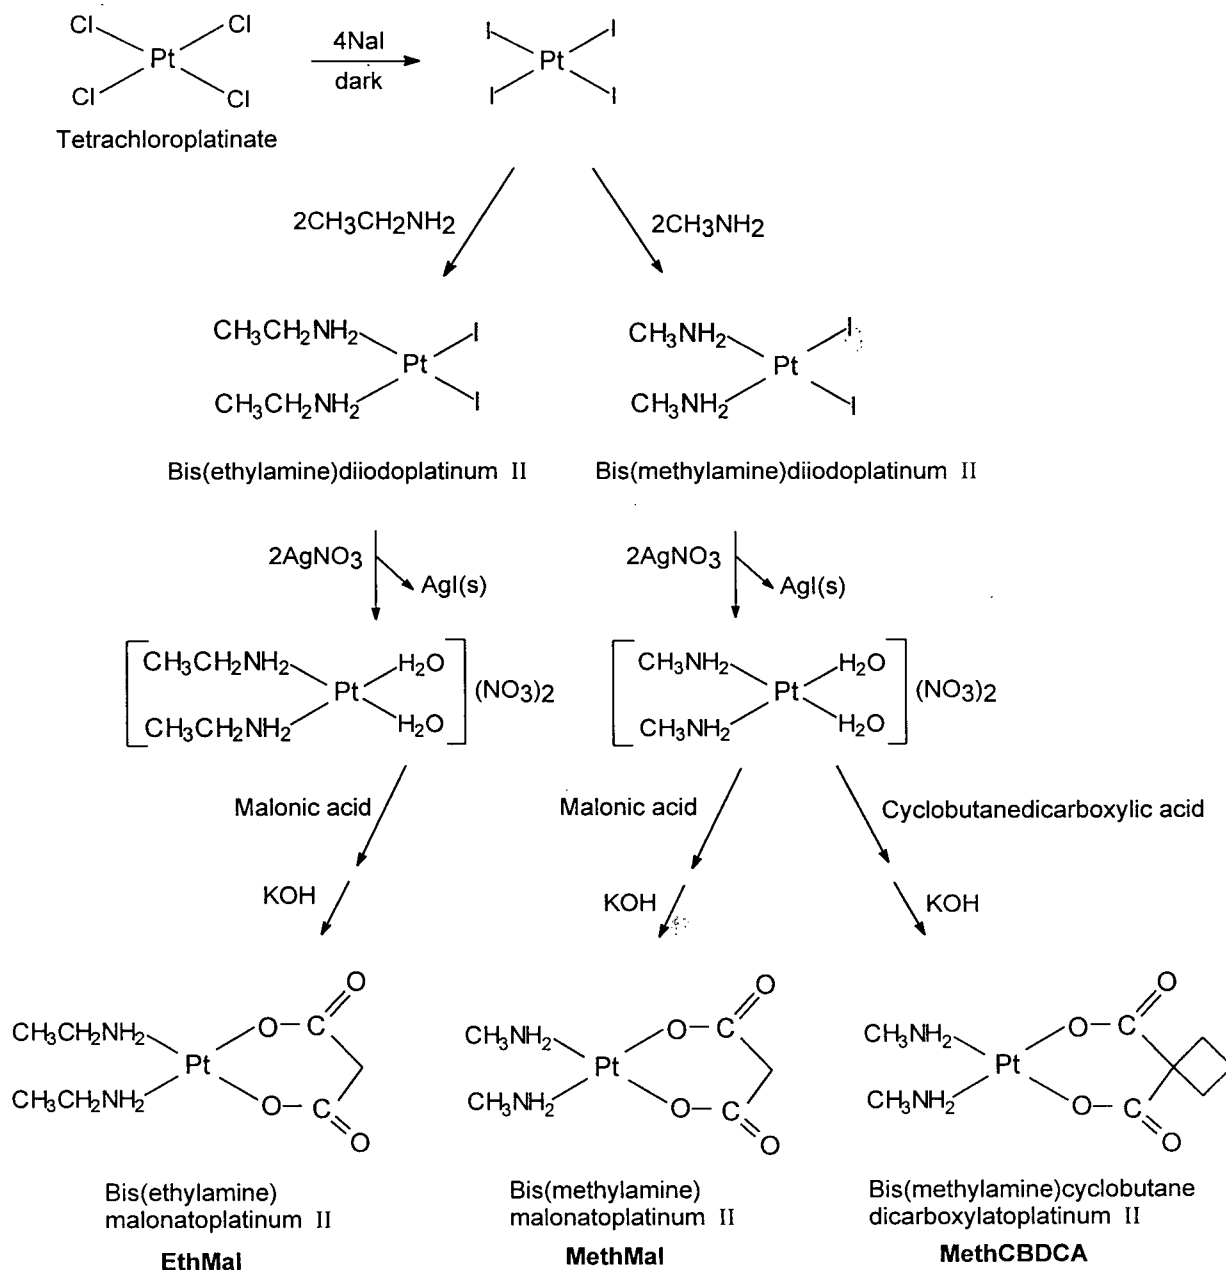 Cl Cl
Pt
Cl Cl
Tetrachloroplatinate
4NaI
dark
I I
Pt
I I
2CH3CH2NH2
2CH3NH2
CH3CH2NH2 I
Pt
CH3CH2NH2 I
CH3NH2 I
Pt
CH3NH2 I
Bis(ethylamine)diiodoplatinum II
Bis(methylamine)diiodoplatinum II
2AgNO3
AgI(s)
2AgNO3
AgI(s)
CH3CH2NH2 H2O
Pt (NO3)2
CH3CH2NH2 H2O
CH3NH2 H2O
Pt (NO3)2
CH3NH2 H2O
Malonic acid
Malonic acid
Cyclobutanedicarboxylic acid
KOH
KOH
KOH
O
CH3CH2NH2 O C
Pt
CH3CH2NH2 O C
O
O
CH3NH2 O C
Pt
CH3NH2 O C
O
O
CH3NH2 O C
Pt
CH3NH2 O C
O
Bis(ethylamine)
malonatoplatinum II
EthMal
Bis(methylamine)
malonatoplatinum II
MethMal
Bis(methylamine)cyclobutane
dicarboxylatoplatinum II
MethCBDCA